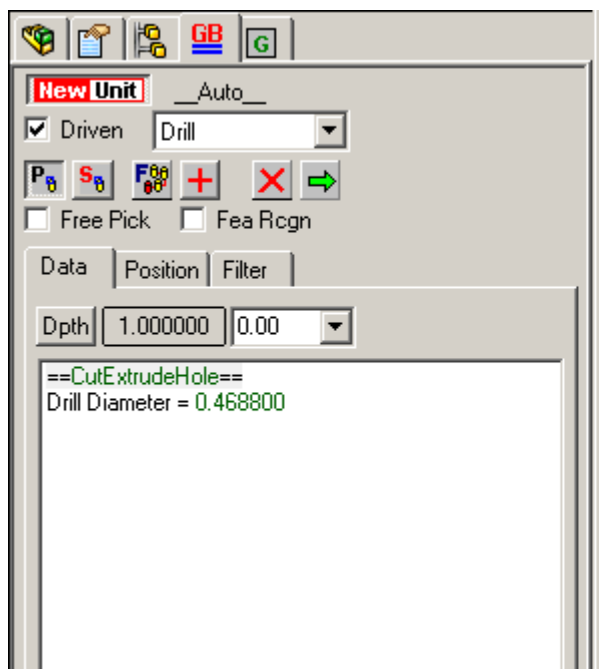 GB G
New Unit __Auto__
Driven Drill
P S F
Free Pick Fea Rcgn
Data Position Filter
Dpth 1.000000 0.00
==CutExtrudeHole==
Drill Diameter = 0.468800